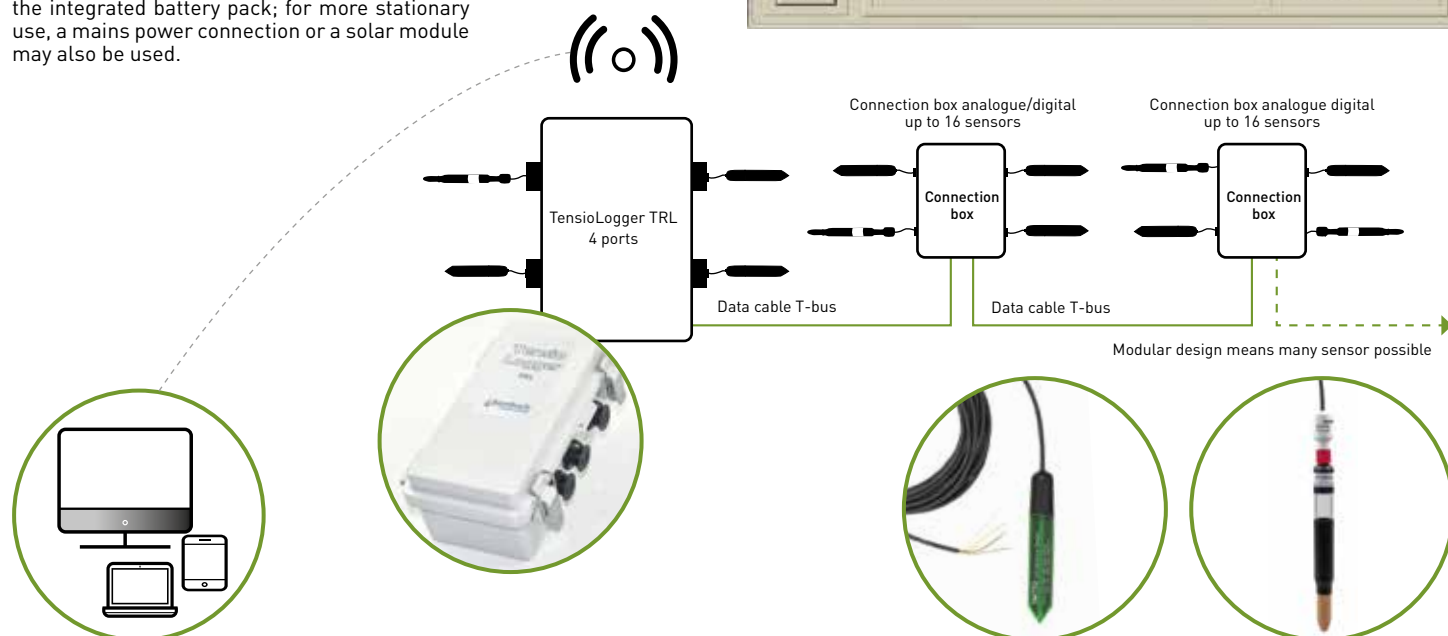 the integrated battery pack; for more stationary
use, a mains power connection or a solar module
may also be used.
Connection box analogue/digital
up to 16 sensors
Connection box analogue digital
up to 16 sensors
TensioLogger TRL
4 ports
Connection
box
Connection
box
Data cable T-bus
Data cable T-bus
Modular design means many sensor possible